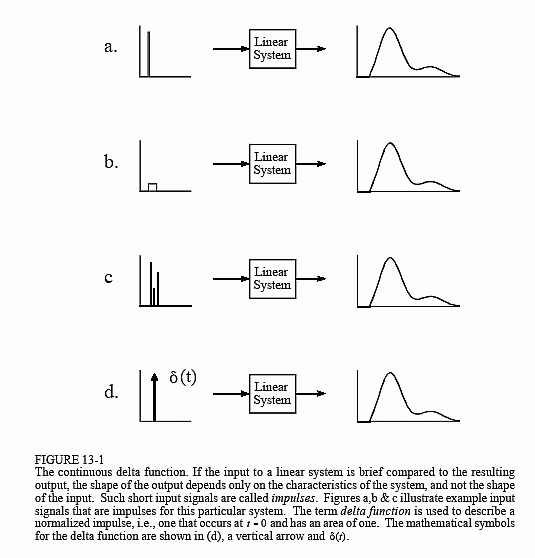 a.
Linear
System
b.
Linear
System
c
Linear
System
d.
δ(t)
Linear
System
FIGURE 13-1
The continuous delta function. If the input to a linear system is brief compared to the resulting
output, the shape of the output depends only on the characteristics of the system, and not the shape
of the input. Such short input signals are called impulses. Figures a,b & c illustrate example input
signals that are impulses for this particular system. The term delta function is used to describe a
normalized impulse, i.e., one that occurs at t = 0 and has an area of one. The mathematical symbols
for the delta function are shown in (d), a vertical arrow and δ(t).